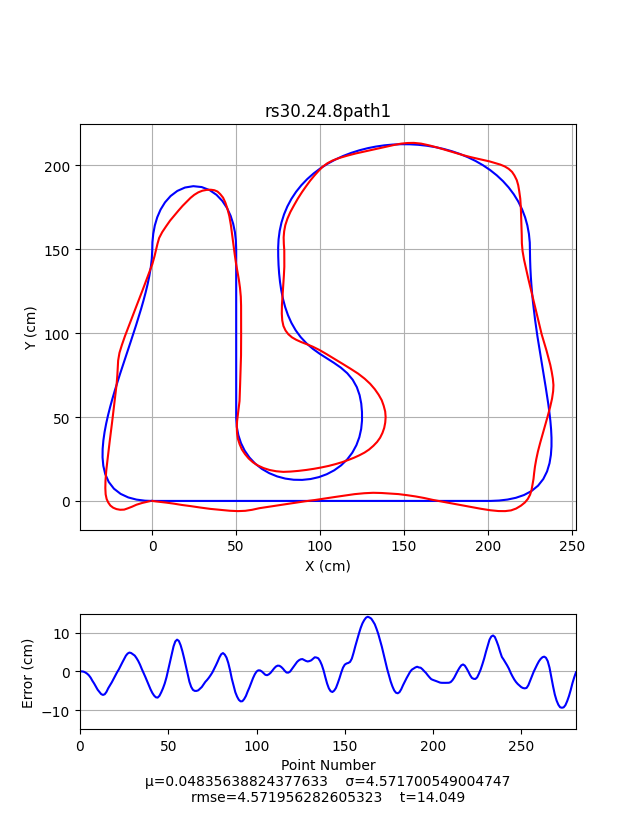 rs30.24.8path1
200
150
100
50
0
Y (cm)
0 50 100 150 200 250
X (cm)
10
0
−10
Error (cm)
0 50 100 150 200 250
Point Number
μ=0.04835638824377633 σ=4.571700549004747
rmse=4.571956282605323 t=14.049